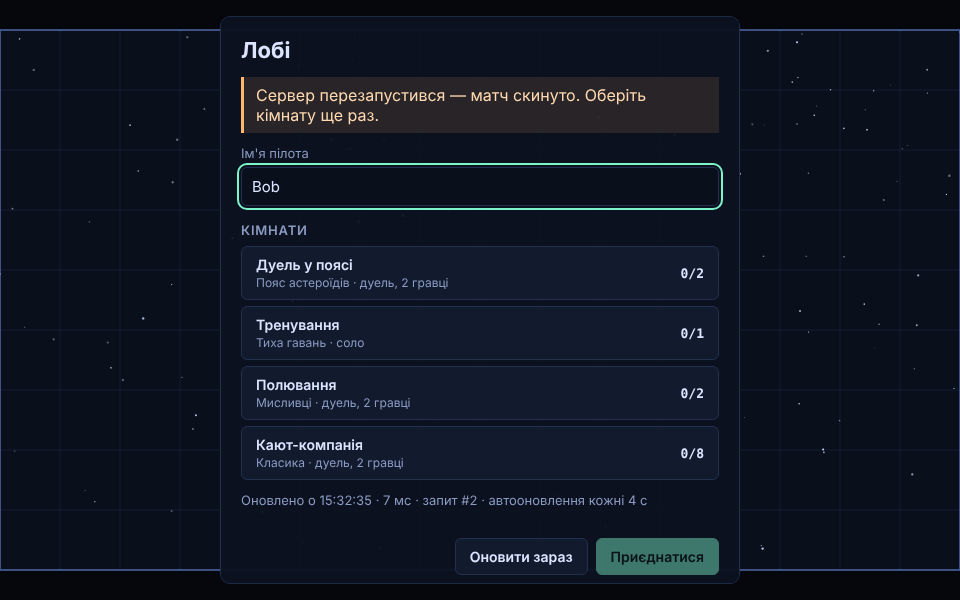 Лобі
Сервер перезапустився — матч скинуто. Оберіть
кімнату ще раз.
Ім'я пілота
Bob
КІМНАТИ
Дуель у поясі
Пояс астероїдів · дуель, 2 гравці
0/2
Тренування
Тиха гавань · соло
0/1
Полювання
Мисливці · дуель, 2 гравці
0/2
Кают-компанія
Класика · дуель, 2 гравці
0/8
Оновлено о 15:32:35 · 7 мс · запит #2 · автооновлення кожні 4 с
Оновити зараз
Приєднатися